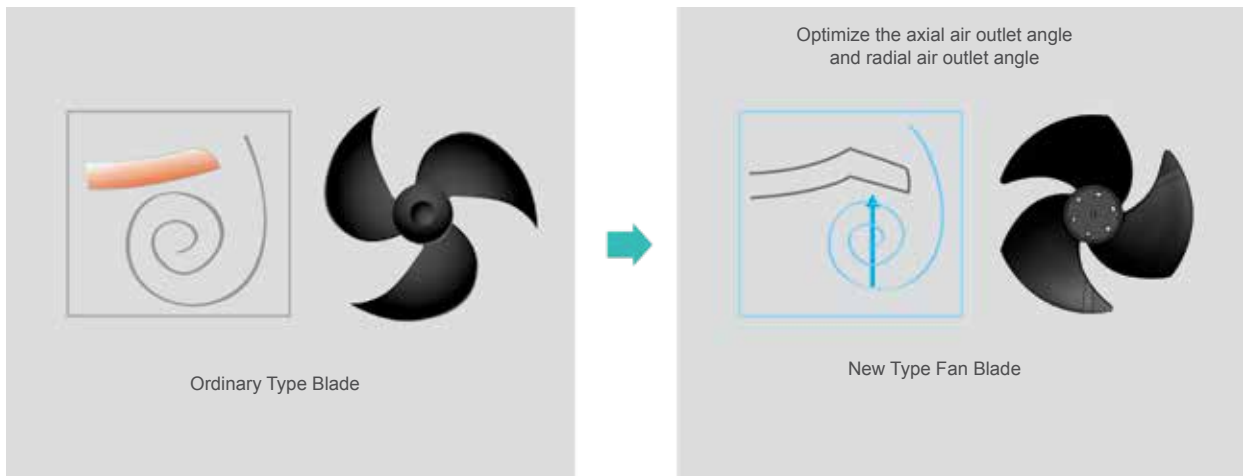 Ordinary Type Blade
Optimize the axial air outlet angle
and radial air outlet angle
New Type Fan Blade